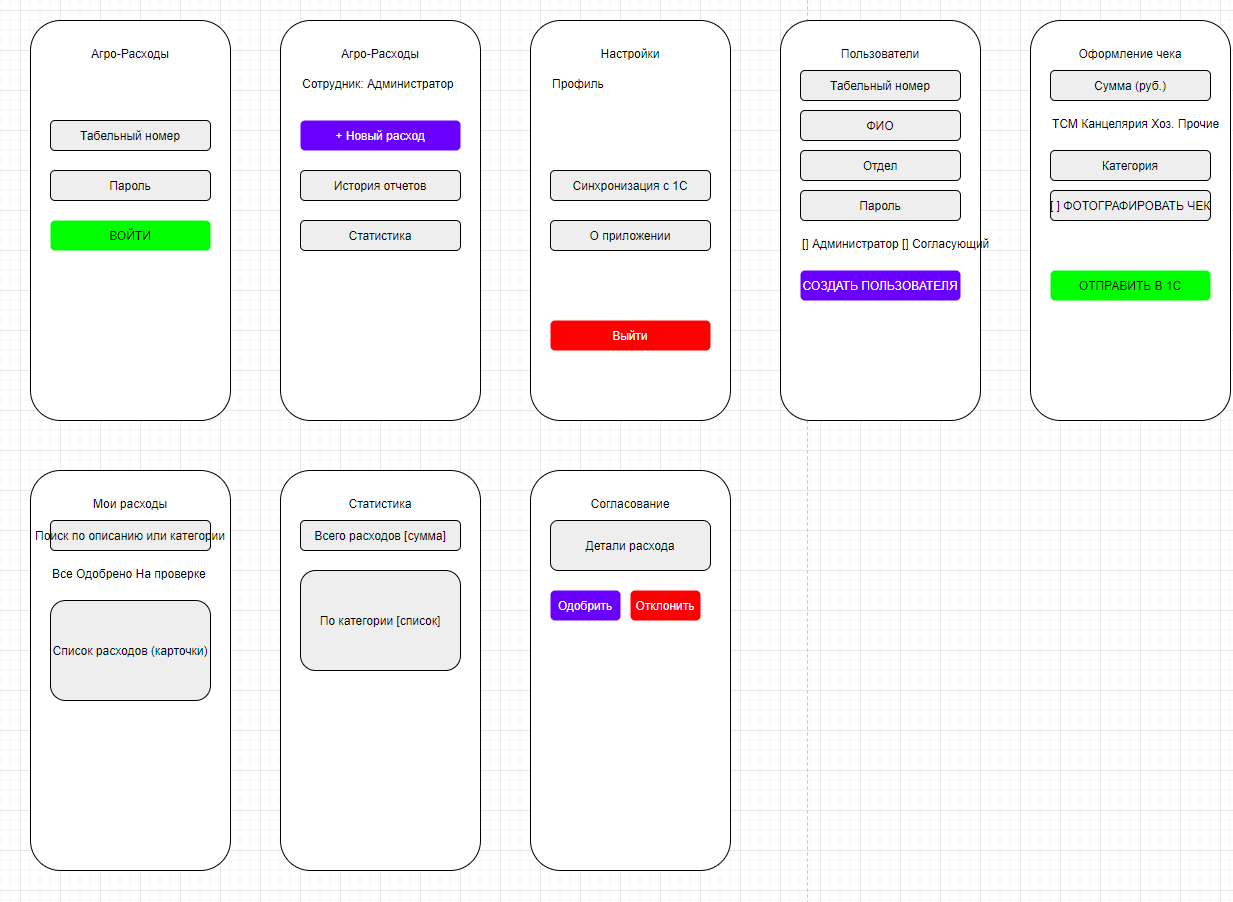 Агро-Расходы
Табельный номер
Пароль
ВОЙТИ
Агро-Расходы
Сотрудник: Администратор
+ Новый расход
История отчетов
Статистика
Настройки
Профиль
Синхронизация с 1С
О приложении
Выйти
Пользователи
Табельный номер
ФИО
Отдел
Пароль
[] Администратор [] Согласующий
СОЗДАТЬ ПОЛЬЗОВАТЕЛЯ
Оформление чека
Сумма (руб.)
ТСМ Канцелярия Хоз. Прочие
Категория
[ ] ФОТОГРАФИРОВАТЬ ЧЕК
ОТПРАВИТЬ В 1С
Мои расходы
Поиск по описанию или категории
Все Одобрено На проверке
Список расходов (карточки)
Статистика
Всего расходов [сумма]
По категории [список]
Согласование
Детали расхода
Одобрить
Отклонить